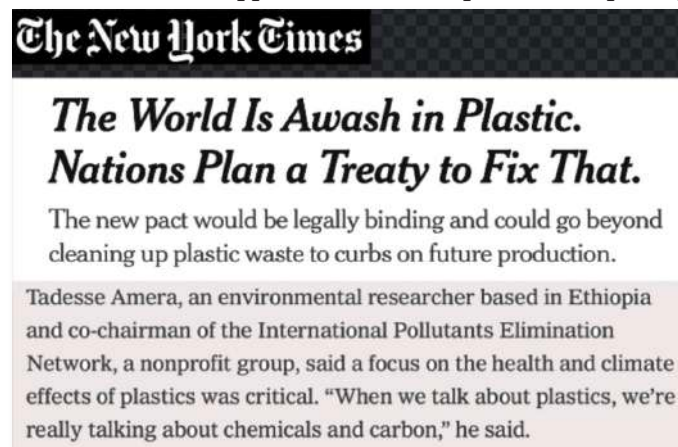 The New York Times
The World Is Awash in Plastic.
Nations Plan a Treaty to Fix That.
The new pact would be legally binding and could go beyond
cleaning up plastic waste to curbs on future production.
Tadesse Amera, an environmental researcher based in Ethiopia
and co-chairman of the International Pollutants Elimination
Network, a nonprofit group, said a focus on the health and climate
effects of plastics was critical. “When we talk about plastics, we’re
really talking about chemicals and carbon,” he said.